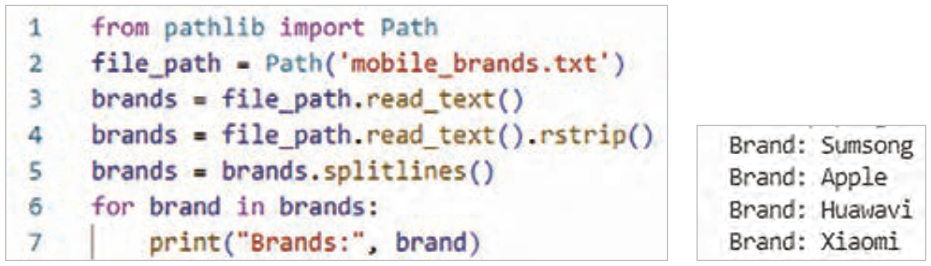 1 from pathlib import Path
2 file_path = Path('mobile_brands.txt')
3 brands = file_path.read_text()
4 brands = file_path.read_text().rstrip()
5 brands = brands.splitlines()
6 for brand in brands:
7 print("Brands:", brand)
Brand: Sumsong
Brand: Apple
Brand: Huawavi
Brand: Xiaomi